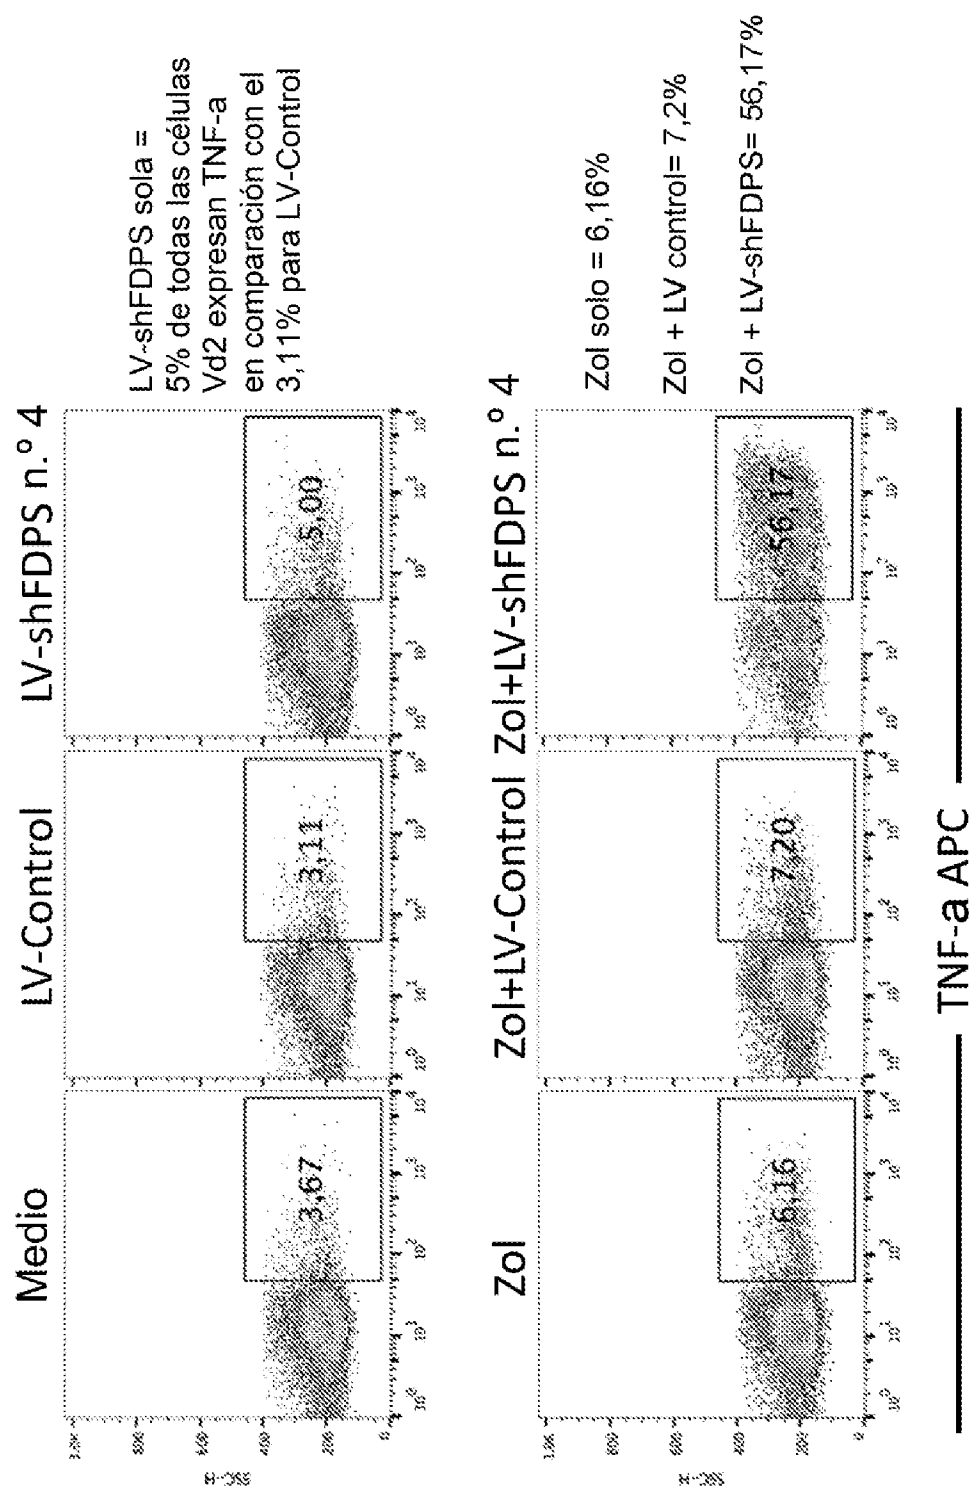 Medio
LV-Control
LV-shFDPS n.º 4
3,67
3,11
5,00
LV-shFDPS sola =
5% de todas las células
Vd2 expresan TNF-a
en comparación con el
3,11% para LV-Control
Zol
Zol+LV-Control
Zol+LV-shFDPS n.º 4
6,16
7,20
56,17
Zol solo = 6,16%
Zol + LV control= 7,2%
Zol + LV-shFDPS= 56,17%
TNF-a APC